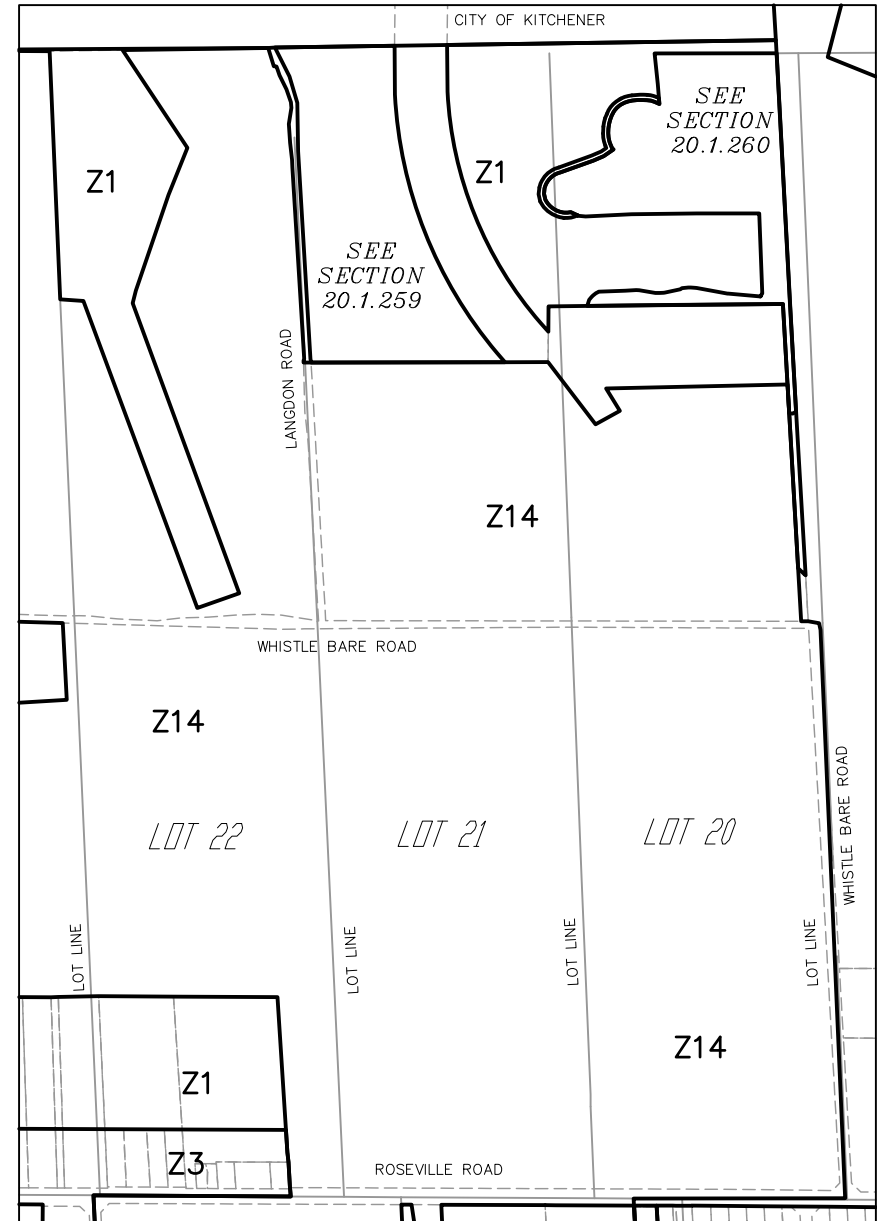 CITY OF KITCHENER
SEE
SECTION
20.1.260
Z1
Z1
SEE
SECTION
20.1.259
LANGDON ROAD
Z14
WHISTLE BARE ROAD
Z14
WHISTLE BARE ROAD
LOT 22
LOT 21
LOT 20
LOT LINE
LOT LINE
LOT LINE
LOT LINE
Z14
Z1
Z3
ROSEVILLE ROAD